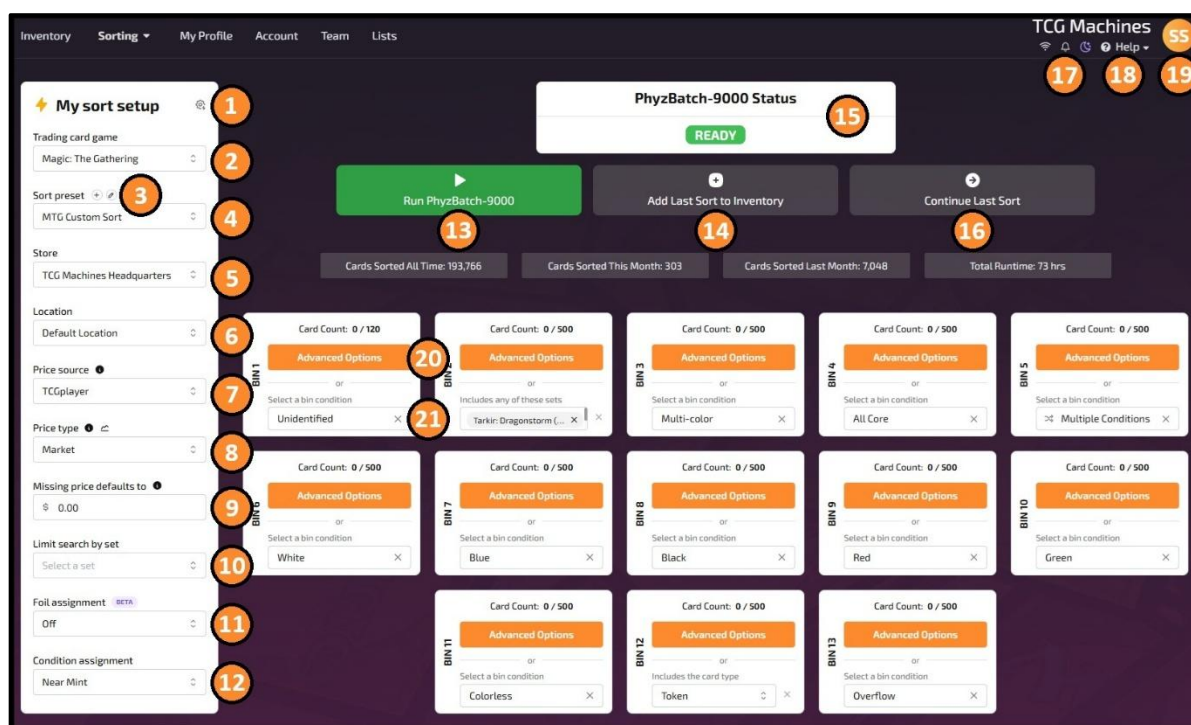 TCG Machines
SS
Inventory Sorting My Profile Account Team Lists
Help
17 18 19
My sort setup
1
Trading card game
Magic: The Gathering
2
Sort preset
3
MTG Custom Sort
4
Store
TCG Machines Headquarters
5
Location
Default Location
6
Price source
TCGplayer
7
Price type
Market
8
Missing price defaults to
$ 0.00
9
Limit search by set
Select a set
10
Foil assignment BETA
Off
11
Condition assignment
Near Mint
12
PhyzBatch-9000 Status
15
READY
Run PhyzBatch-9000
13
Add Last Sort to Inventory
14
Continue Last Sort
16
Cards Sorted All Time: 193,766
Cards Sorted This Month: 303
Cards Sorted Last Month: 7,048
Total Runtime: 73 hrs
BIN 1
Card Count: 0 / 120
Advanced Options
20
or
Select a bin condition
Unidentified
21
BIN 2
Card Count: 0 / 500
Advanced Options
or
Includes any of these sets
Tarkir: Dragonstorm (...
BIN 3
Card Count: 0 / 500
Advanced Options
or
Select a bin condition
Multi-color
BIN 4
Card Count: 0 / 500
Advanced Options
or
Select a bin condition
All Core
BIN 5
Card Count: 0 / 500
Advanced Options
or
Select a bin condition
Multiple Conditions
BIN 6
Card Count: 0 / 500
Advanced Options
or
Select a bin condition
White
BIN 7
Card Count: 0 / 500
Advanced Options
or
Select a bin condition
Blue
BIN 8
Card Count: 0 / 500
Advanced Options
or
Select a bin condition
Black
BIN 9
Card Count: 0 / 500
Advanced Options
or
Select a bin condition
Red
BIN 10
Card Count: 0 / 500
Advanced Options
or
Select a bin condition
Green
BIN 11
Card Count: 0 / 500
Advanced Options
or
Select a bin condition
Colorless
BIN 12
Card Count: 0 / 500
Advanced Options
or
Includes the card type
Token
BIN 13
Card Count: 0 / 500
Advanced Options
or
Select a bin condition
Overflow